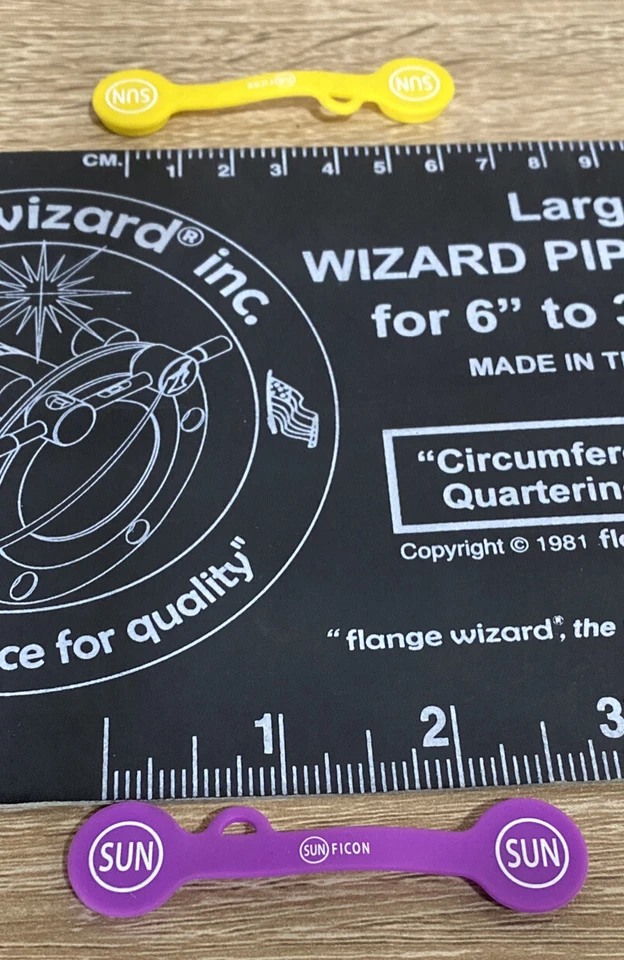 SUN
SUN FICON
SUN
CM. 1 2 3 4 5 6 7 8 9
wizard® inc.
Larg
WIZARD PIP
for 6” to 3
MADE IN T
“Circumfer
Quarterin
Copyright © 1981 fl
ce for quality"
“flange wizard®, the
1 2 3
SUN
SUN FICON
SUN